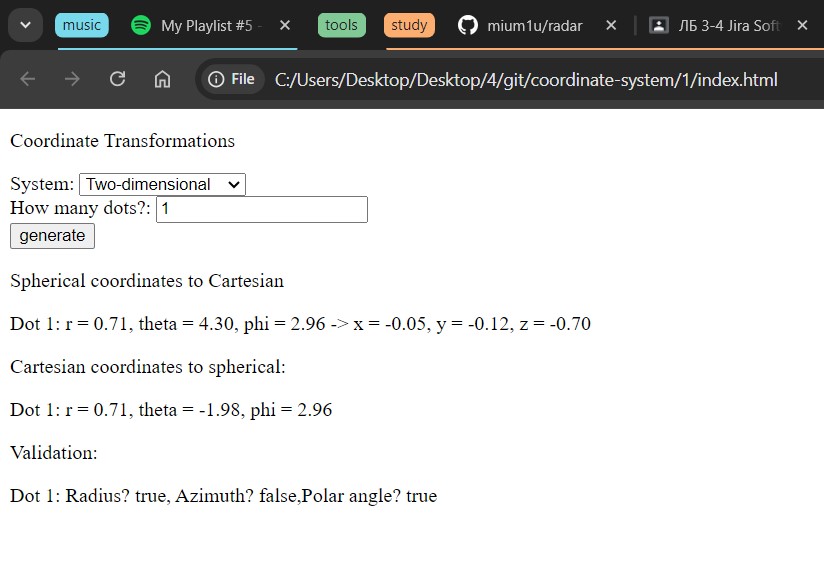 music My Playlist #5 - tools study mium1u/radar ЛБ 3-4 Jira Soft
File C:/Users/Desktop/Desktop/4/git/coordinate-system/1/index.html
Coordinate Transformations
System: Two-dimensional
How many dots?: 1
generate
Spherical coordinates to Cartesian
Dot 1: r = 0.71, theta = 4.30, phi = 2.96 -> x = -0.05, y = -0.12, z = -0.70
Cartesian coordinates to spherical:
Dot 1: r = 0.71, theta = -1.98, phi = 2.96
Validation:
Dot 1: Radius? true, Azimuth? false,Polar angle? true